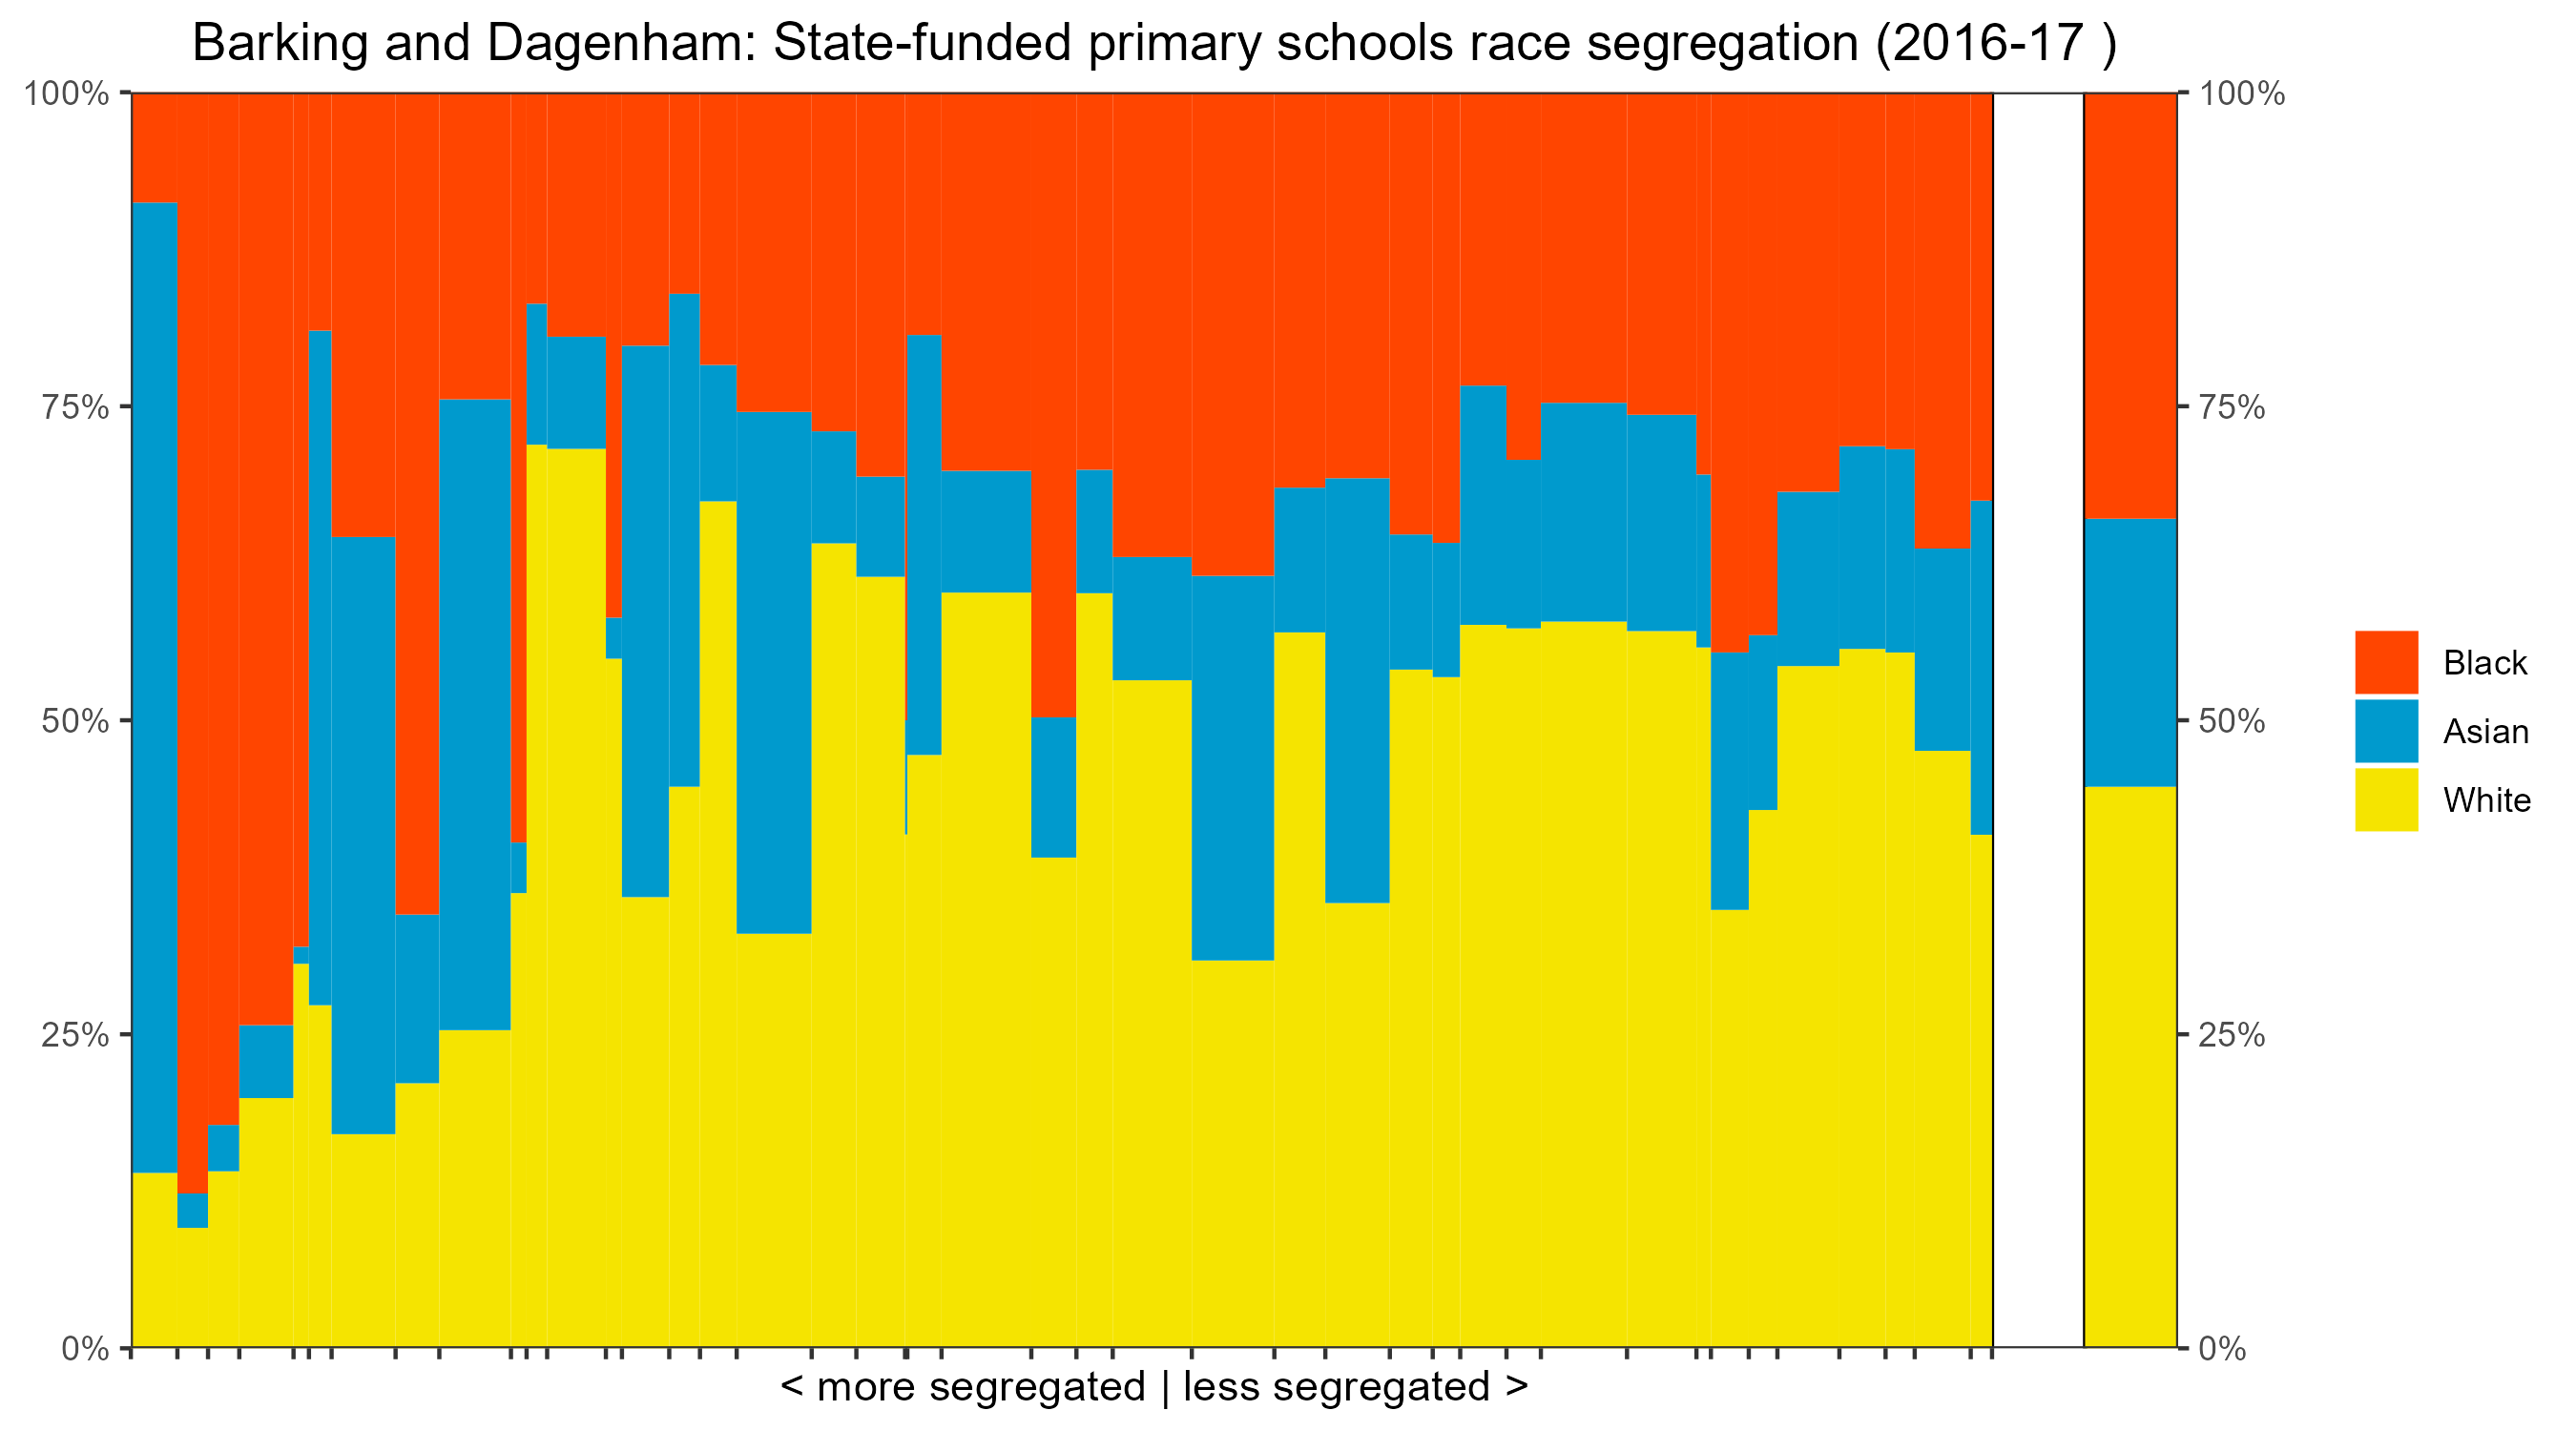 Barking and Dagenham: State-funded primary schools race segregation (2016-17 )
100%
75%
50%
25%
0%
100%
75%
50%
25%
0%
Black
Asian
White
< more segregated | less segregated >